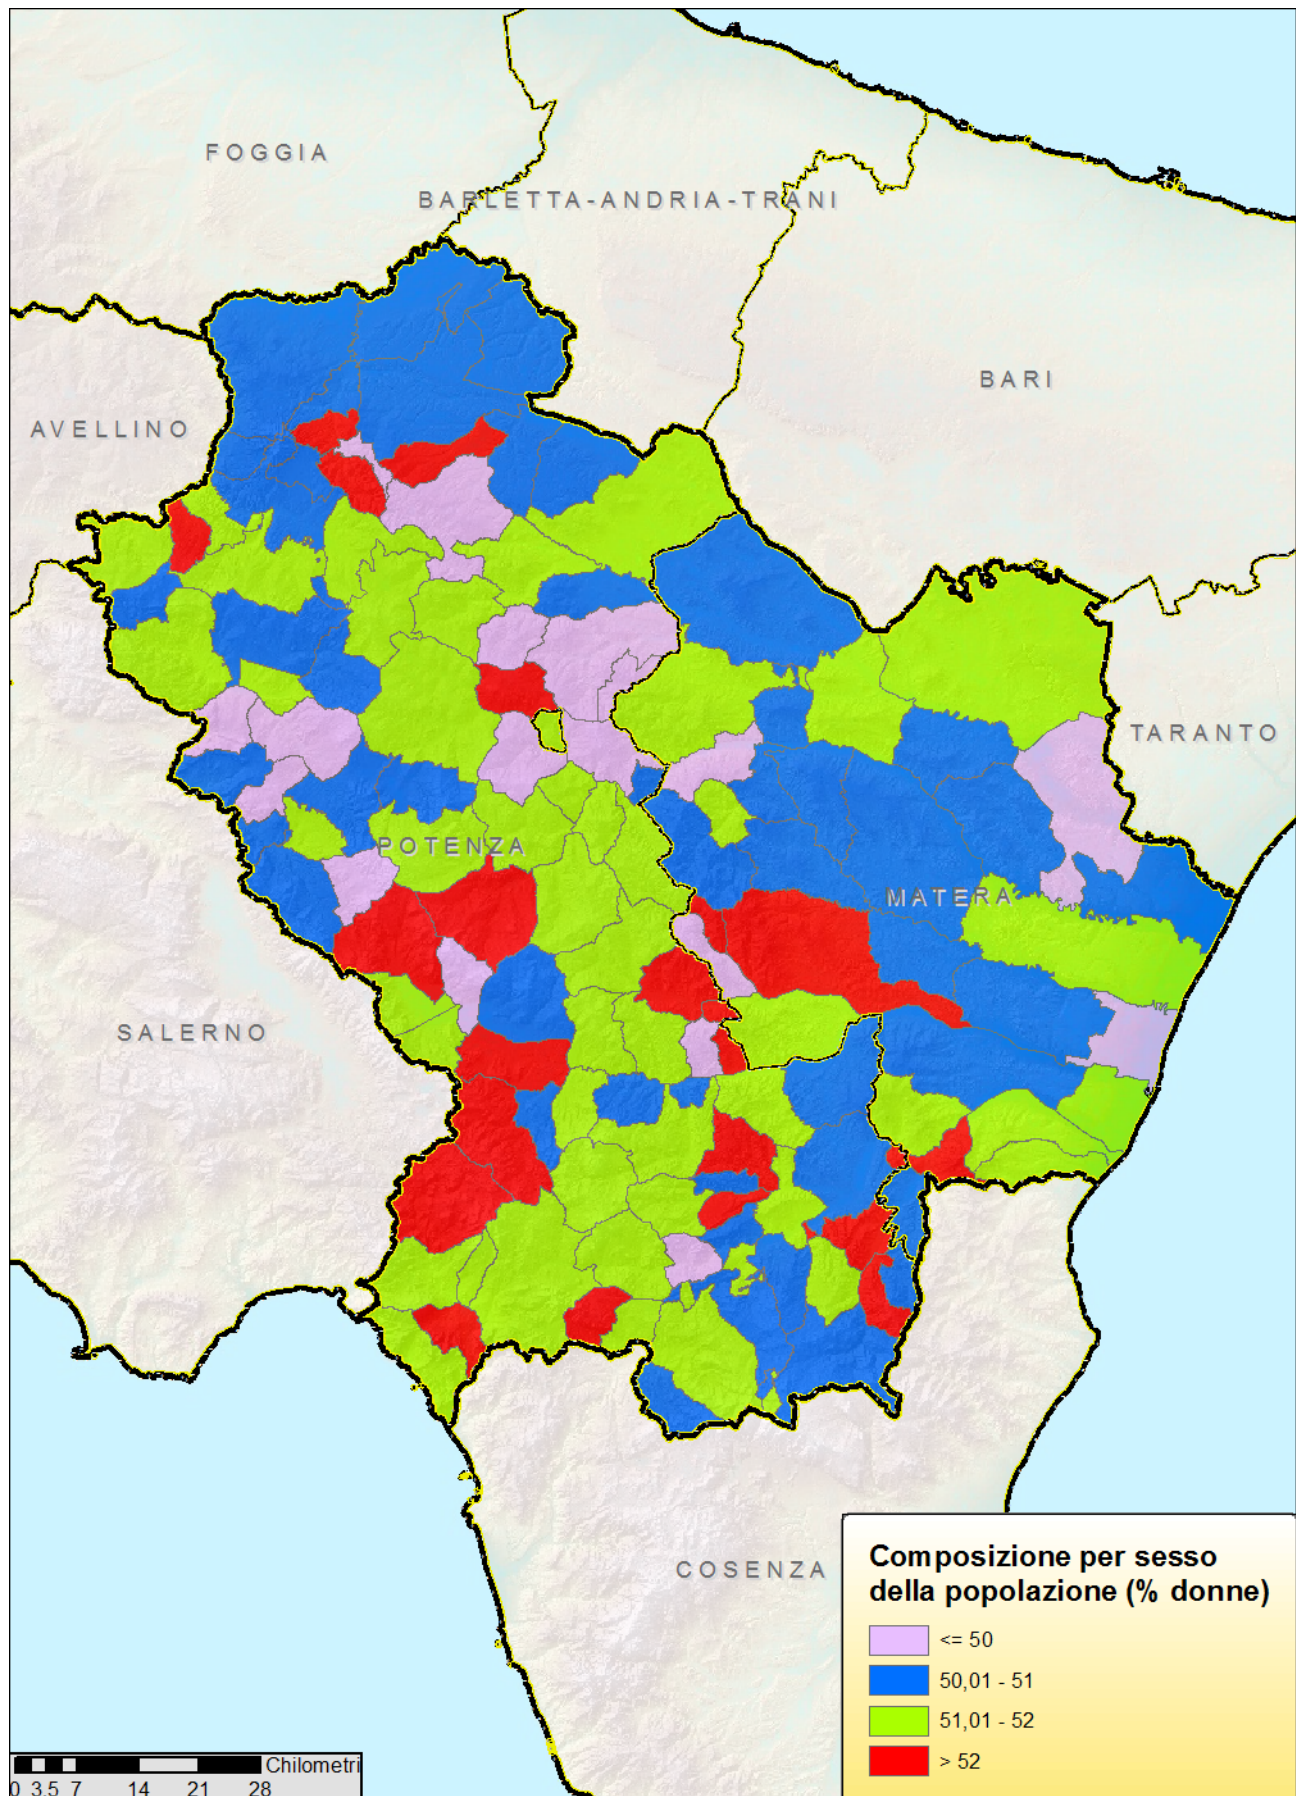 FOGGIA
BARLETTA-ANDRIA-TRANI
BARI
AVELLINO
TARANTO
POTENZA
MATERA
SALERNO
COSENZA
Composizione per sesso
della popolazione (% donne)
<= 50
50,01 - 51
51,01 - 52
> 52
Chilometri
0 3,5 7 14 21 28